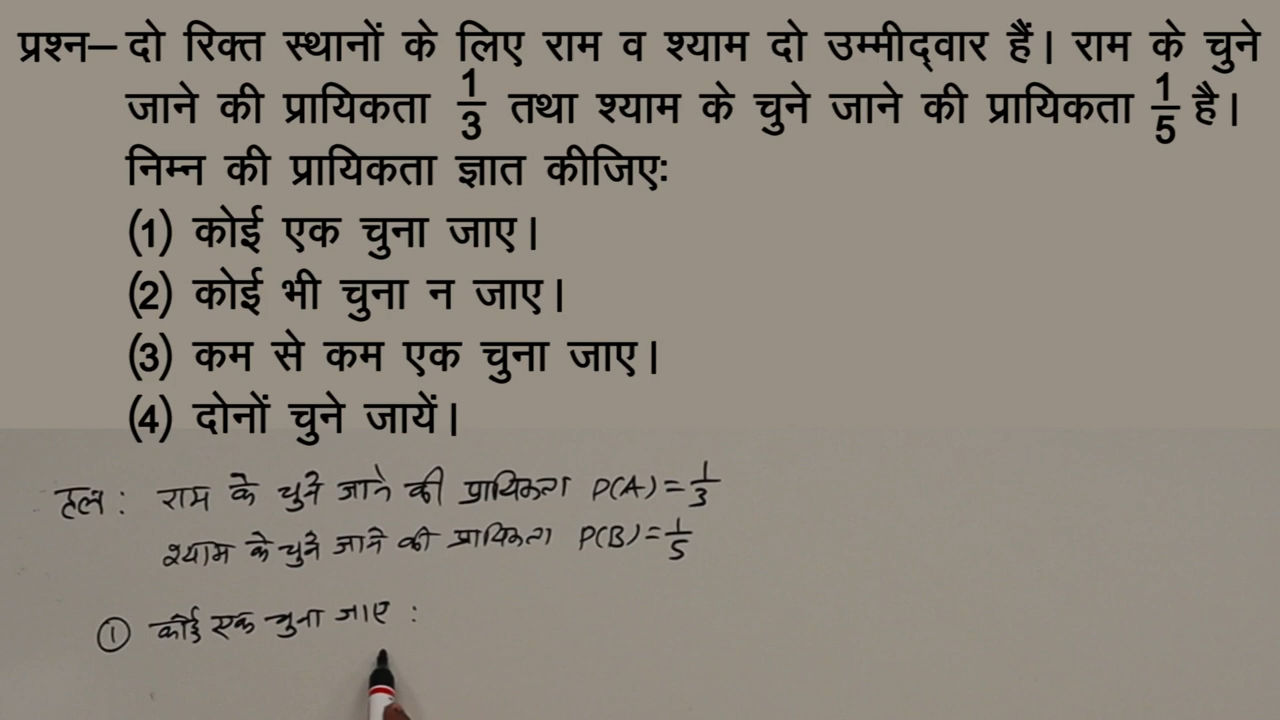 प्रश्न– दो रिक्त स्थानों के लिए राम व श्याम दो उम्मीद्वार हैं। राम के चुने
जाने की प्रायिकता 1/3 तथा श्याम के चुने जाने की प्रायिकता 1/5 है।
निम्न की प्रायिकता ज्ञात कीजिएः
(1) कोई एक चुना जाए।
(2) कोई भी चुना न जाए।
(3) कम से कम एक चुना जाए।
(4) दोनों चुने जायें।
हल : राम के चुने जाने की प्रायिकता P(A) = 1/3
श्याम के चुने जाने की प्रायिकता P(B) = 1/5
① कोई एक चुना जाए :